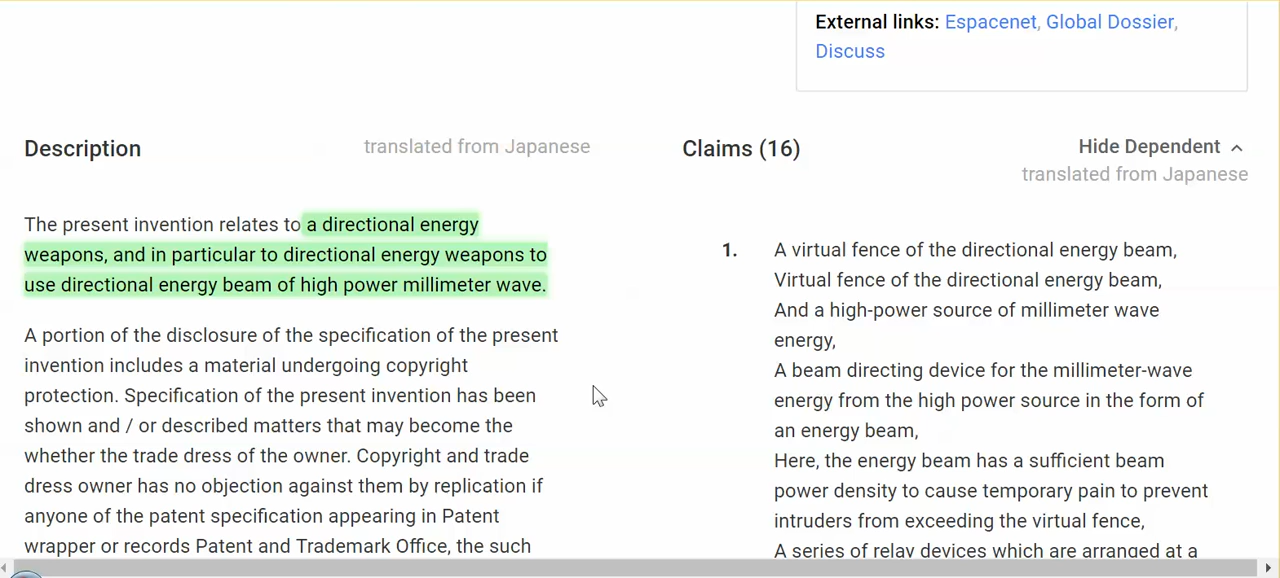 External links: Espacenet, Global Dossier,
Discuss
Description
translated from Japanese
The present invention relates to a directional energy
weapons, and in particular to directional energy weapons to
use directional energy beam of high power millimeter wave.
A portion of the disclosure of the specification of the present
invention includes a material undergoing copyright
protection. Specification of the present invention has been
shown and / or described matters that may become the
whether the trade dress of the owner. Copyright and trade
dress owner has no objection against them by replication if
anyone of the patent specification appearing in Patent
wrapper or records Patent and Trademark Office, the such
Claims (16)
Hide Dependent
translated from Japanese
1. A virtual fence of the directional energy beam,
Virtual fence of the directional energy beam,
And a high-power source of millimeter wave
energy,
A beam directing device for the millimeter-wave
energy from the high power source in the form of
an energy beam,
Here, the energy beam has a sufficient beam
power density to cause temporary pain to prevent
intruders from exceeding the virtual fence,
A series of relay devices which are arranged at a